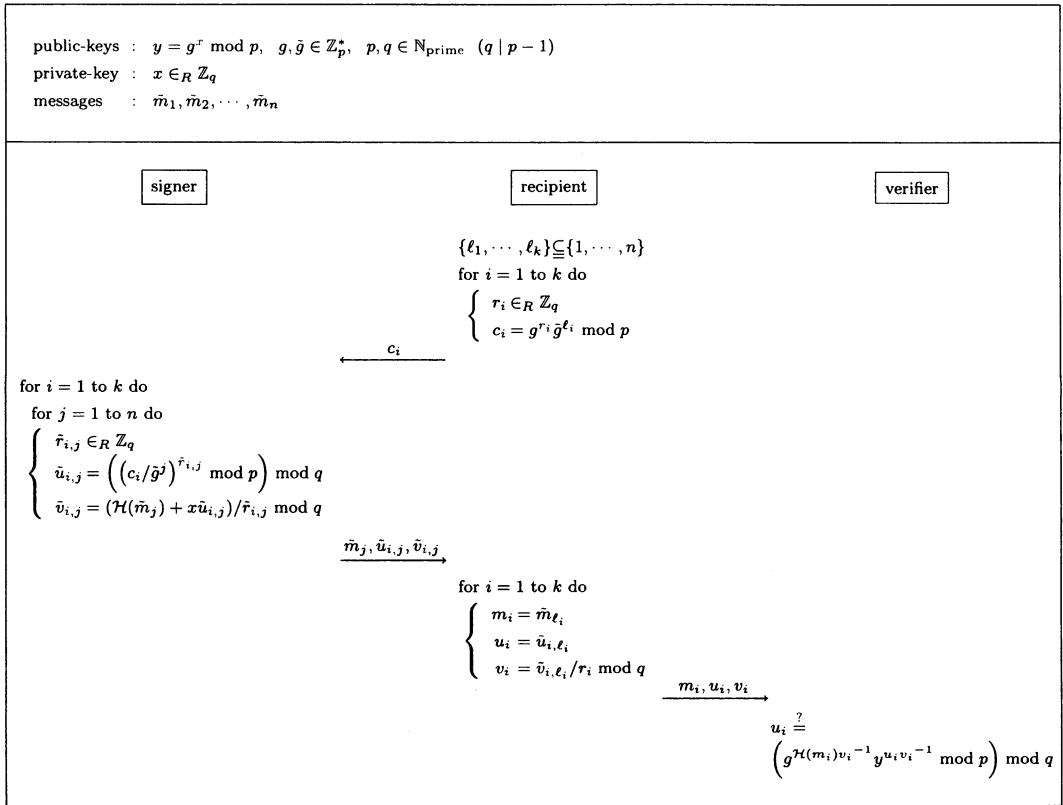 public-keys : y = g^x mod p, g, g̃ ∈ ℤ_p^*, p, q ∈ ℕ_prime (q | p − 1)
private-key : x ∈_R ℤ_q
messages : m̃_1, m̃_2, ⋯, m̃_n
signer
recipient
verifier
{ℓ_1, ⋯, ℓ_k} ⊆ {1, ⋯, n}
for i = 1 to k do
r_i ∈_R ℤ_q
c_i = g^{r_i} g̃^{ℓ_i} mod p
c_i
for i = 1 to k do
for j = 1 to n do
r̃_{i,j} ∈_R ℤ_q
ũ_{i,j} = ((c_i/g̃^j)^{r̃_{i,j}} mod p) mod q
ṽ_{i,j} = (ℋ(m̃_j) + xũ_{i,j})/r̃_{i,j} mod q
m̃_j, ũ_{i,j}, ṽ_{i,j}
for i = 1 to k do
m_i = m̃_{ℓ_i}
u_i = ũ_{i,ℓ_i}
v_i = ṽ_{i,ℓ_i}/r_i mod q
m_i, u_i, v_i
u_i =?
(g^{ℋ(m_i)v_i^{-1}} y^{u_i v_i^{-1}} mod p) mod q